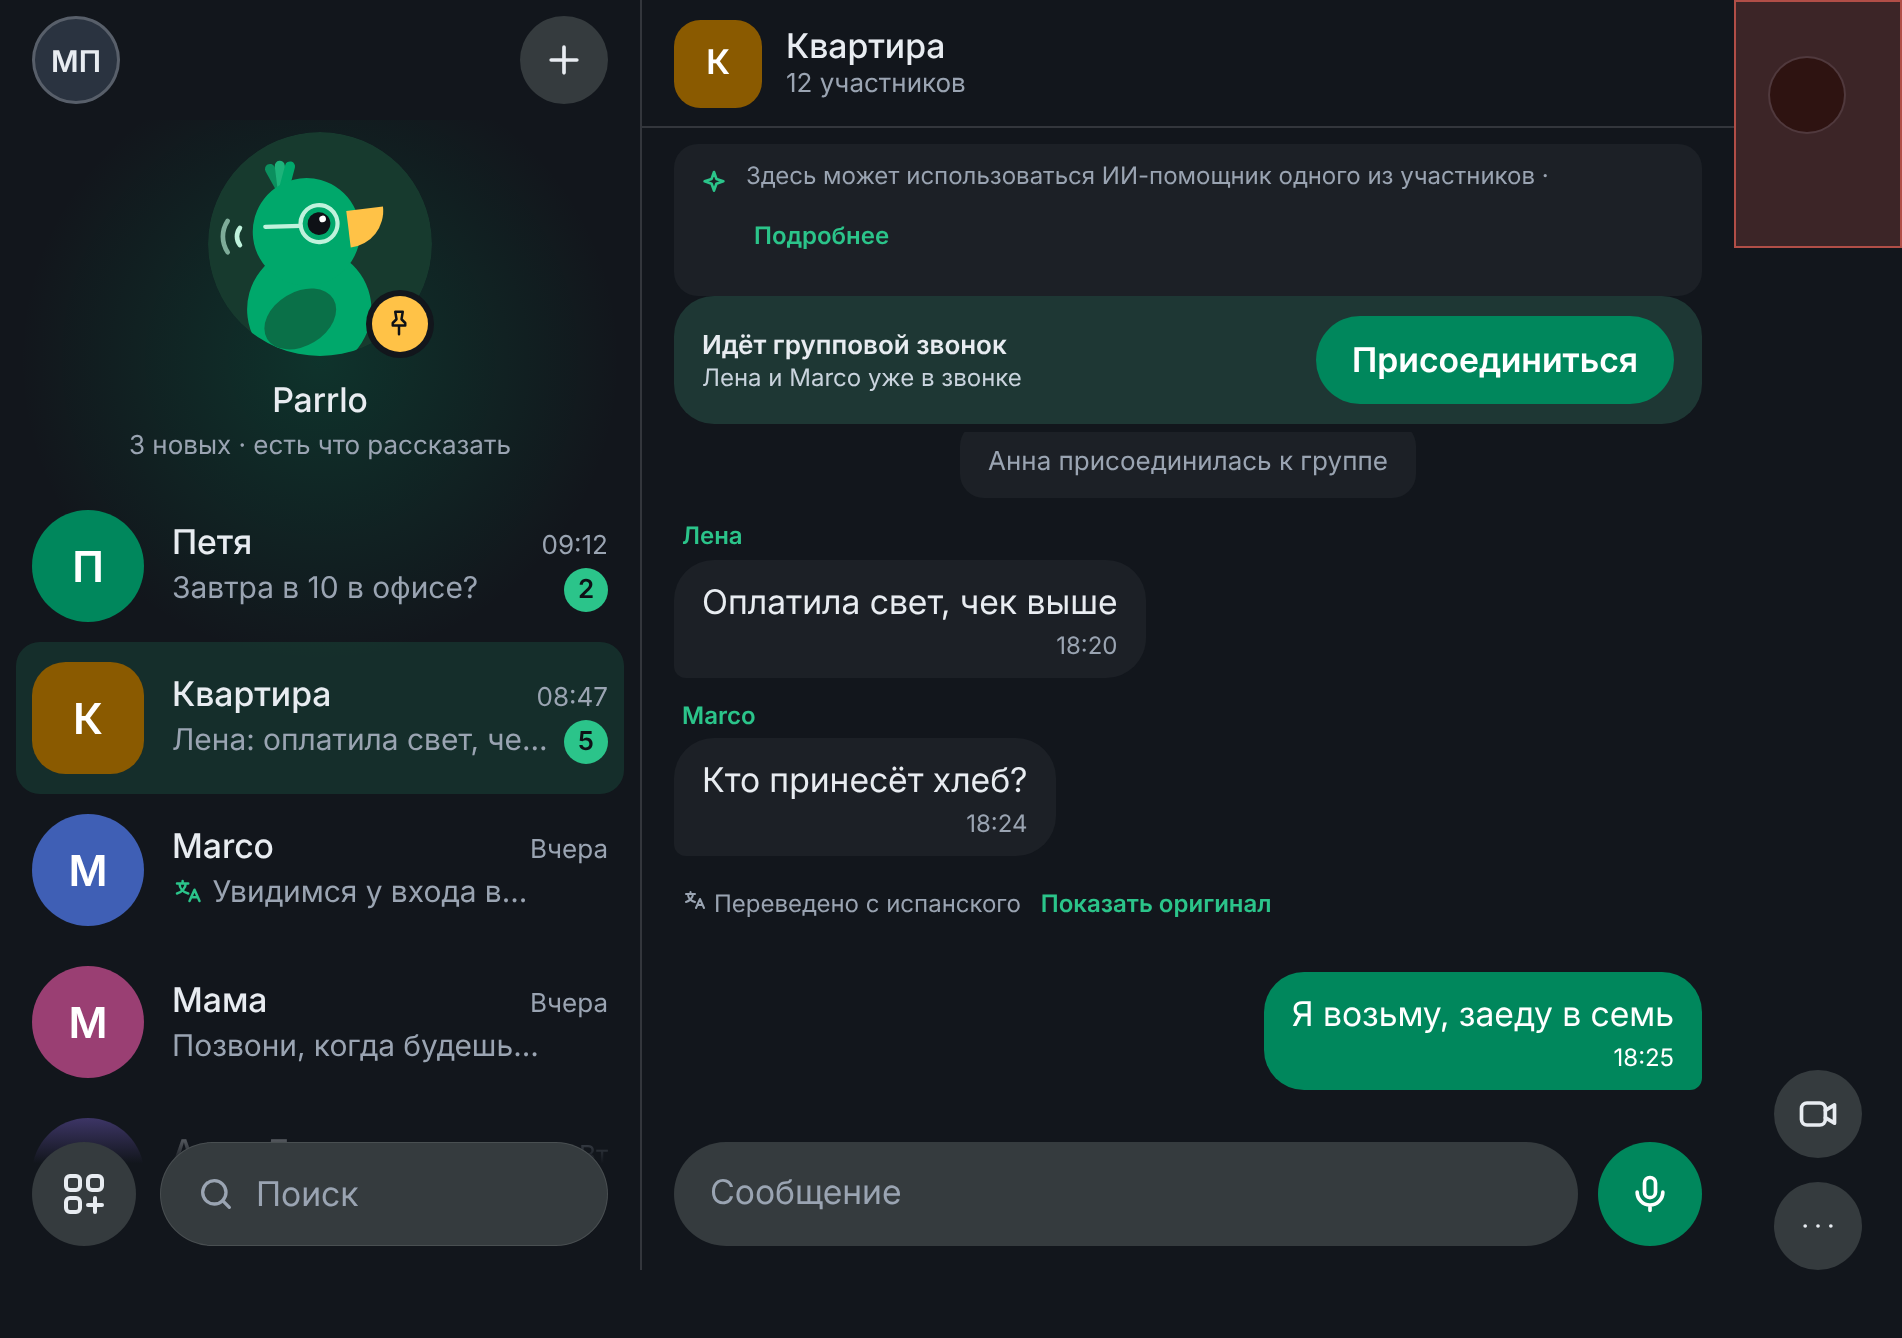 МП
Parrlo
3 новых · есть что рассказать
П
Петя
09:12
Завтра в 10 в офисе?
2
К
Квартира
08:47
Лена: оплатила свет, че...
5
M
Marco
Вчера
Увидимся у входа в...
М
Мама
Вчера
Позвони, когда будешь...
Поиск
К
Квартира
12 участников
Здесь может использоваться ИИ-помощник одного из участников ·
Подробнее
Идёт групповой звонок
Лена и Marco уже в звонке
Присоединиться
Анна присоединилась к группе
Лена
Оплатила свет, чек выше
18:20
Marco
Кто принесёт хлеб?
18:24
Переведено с испанского Показать оригинал
Я возьму, заеду в семь
18:25
Сообщение